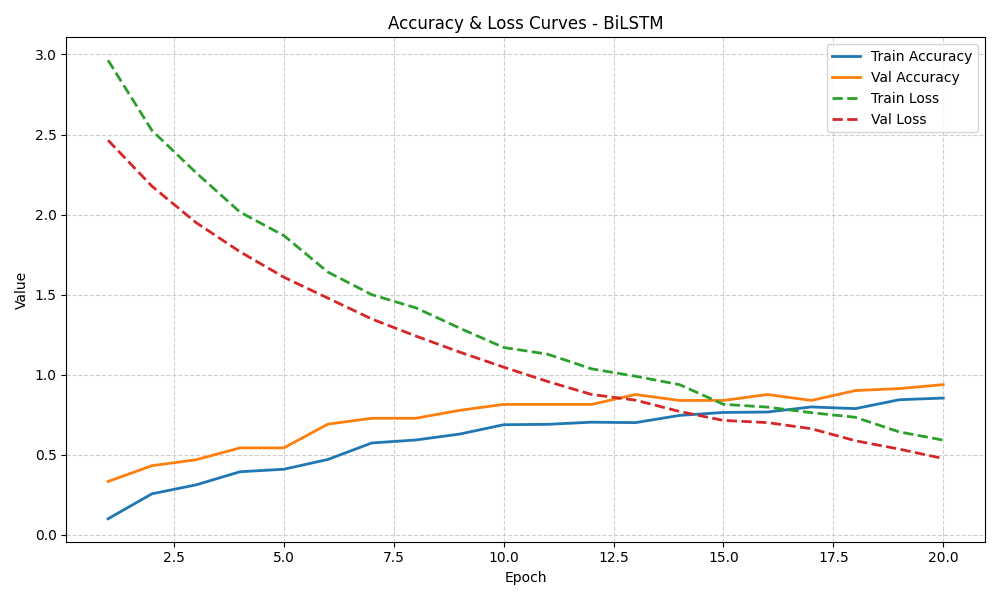 Accuracy & Loss Curves - BiLSTM
Train Accuracy
Val Accuracy
Train Loss
Val Loss
Value
3.0
2.5
2.0
1.5
1.0
0.5
0.0
2.5 5.0 7.5 10.0 12.5 15.0 17.5 20.0
Epoch